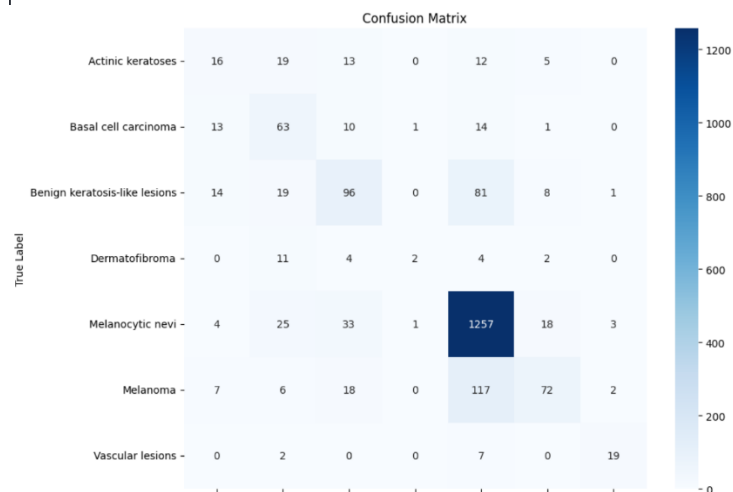 Confusion Matrix
Actinic keratoses 16 19 13 0 12 5 0
Basal cell carcinoma 13 63 10 1 14 1 0
Benign keratosis-like lesions 14 19 96 0 81 8 1
Dermatofibroma 0 11 4 2 4 2 0
Melanocytic nevi 4 25 33 1 1257 18 3
Melanoma 7 6 18 0 117 72 2
Vascular lesions 0 2 0 0 7 0 19
True Label
1200
1000
800
600
400
200
0